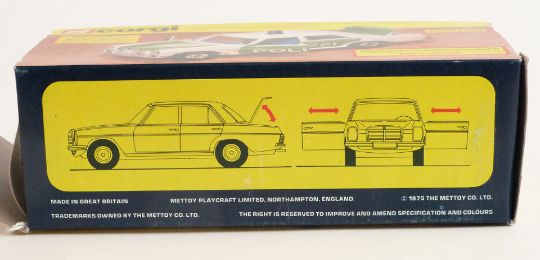 corgi
POLIZEI
MADE IN GREAT BRITAIN METTOY PLAYCRAFT LIMITED, NORTHAMPTON, ENGLAND. © 1975 THE METTOY CO. LTD.
TRADEMARKS OWNED BY THE METTOY CO. LTD. THE RIGHT IS RESERVED TO IMPROVE AND AMEND SPECIFICATION AND COLOURS